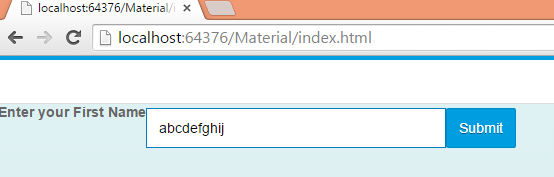 localhost:64376/Material/i
localhost:64376/Material/index.html
Enter your First Name abcdefghij Submit